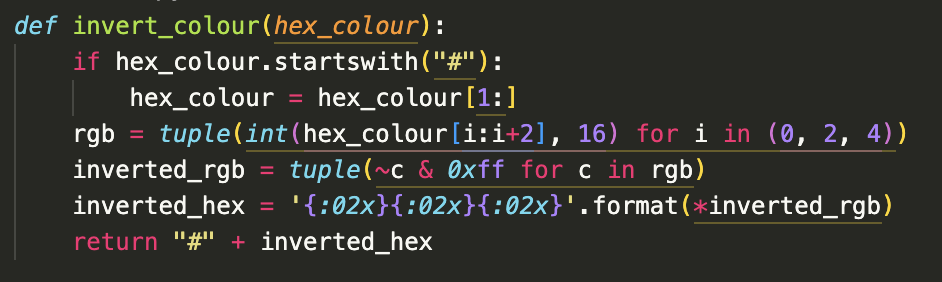 def invert_colour(hex_colour):
    if hex_colour.startswith("#"):
        hex_colour = hex_colour[1:]
    rgb = tuple(int(hex_colour[i:i+2], 16) for i in (0, 2, 4))
    inverted_rgb = tuple(~c & 0xff for c in rgb)
    inverted_hex = '{:02x}{:02x}{:02x}'.format(*inverted_rgb)
    return "#" + inverted_hex